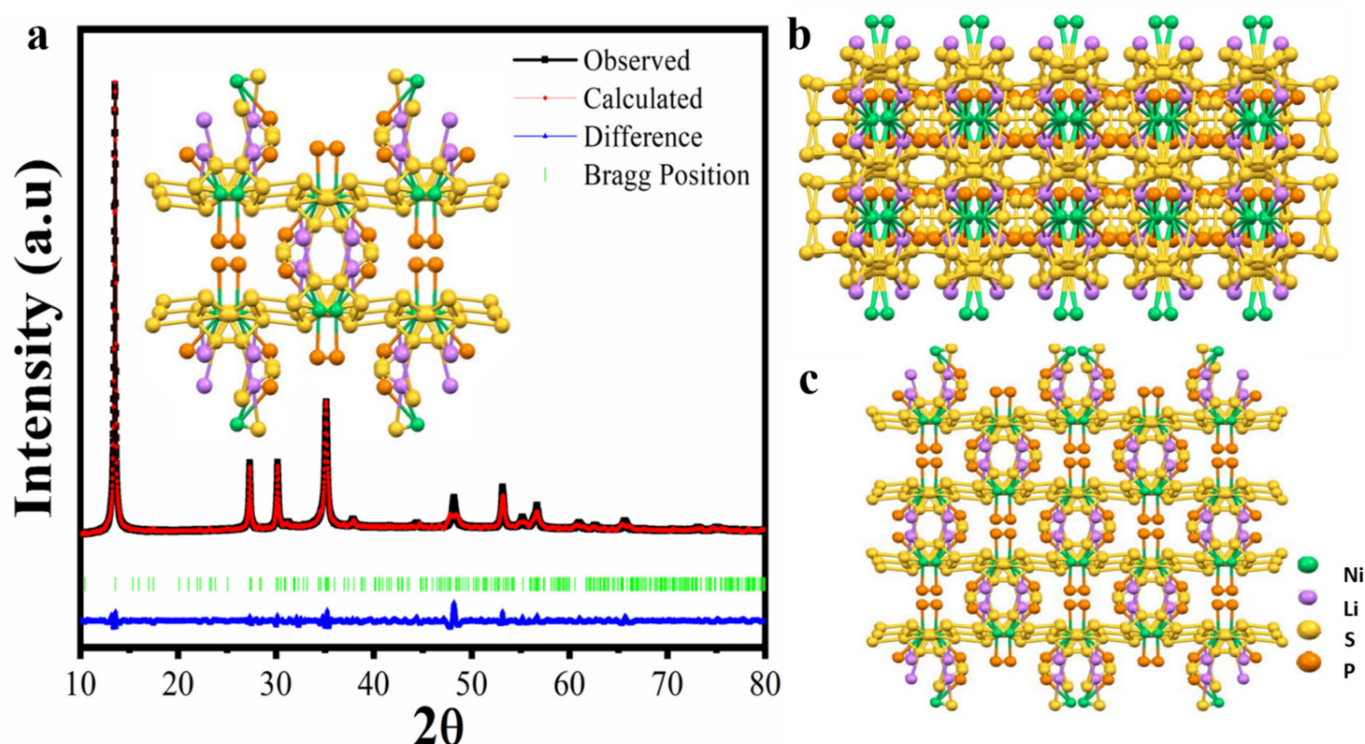 a
Observed
Calculated
Difference
Bragg Position
Intensity (a.u)
10 20 30 40 50 60 70 80
2θ
b
c
Ni
Li
S
P